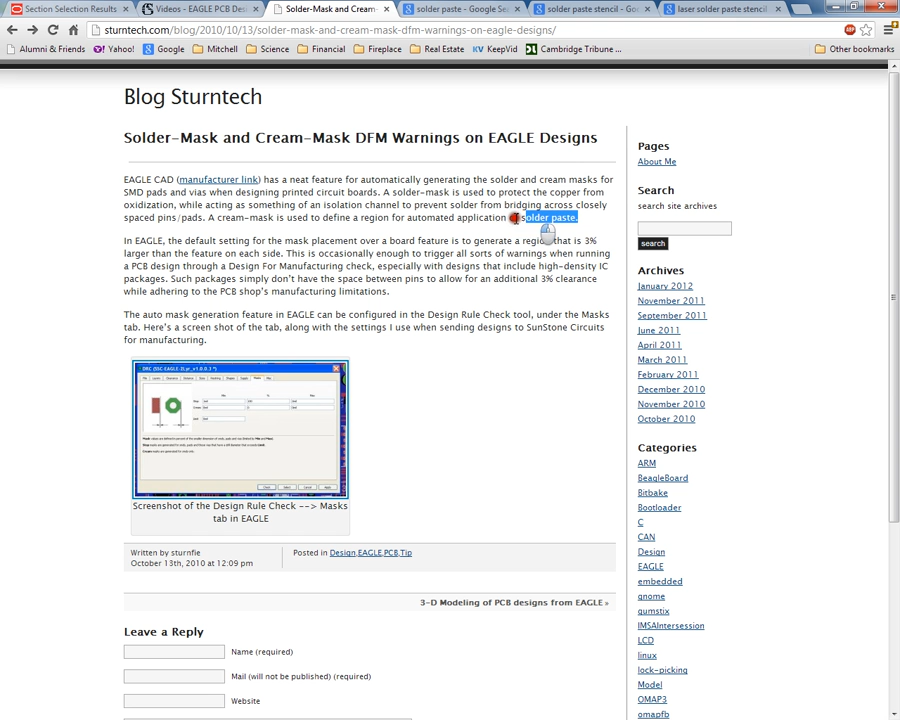 Section Selection Results
Videos - EAGLE PCB Des
Solder-Mask and Cream-
solder paste - Google Sea
solder paste stencil - Goo
laser solder paste stencil
sturntech.com/blog/2010/10/13/solder-mask-and-cream-mask-dfm-warnings-on-eagle-designs/
Alumni & Friends
Yahoo!
Google
Mitchell
Science
Financial
Fireplace
Real Estate
KeepVid
Cambridge Tribune ...
Other bookmarks
Blog Sturntech
Solder-Mask and Cream-Mask DFM Warnings on EAGLE Designs
EAGLE CAD (manufacturer link) has a neat feature for automatically generating the solder and cream masks for
SMD pads and vias when designing printed circuit boards. A solder-mask is used to protect the copper from
oxidization, while acting as something of an isolation channel to prevent solder from bridging across closely
spaced pins/pads. A cream-mask is used to define a region for automated application solder paste.
In EAGLE, the default setting for the mask placement over a board feature is to generate a region that is 3%
larger than the feature on each side. This is occasionally enough to trigger all sorts of warnings when running
a PCB design through a Design For Manufacturing check, especially with designs that include high-density IC
packages. Such packages simply don't have the space between pins to allow for an additional 3% clearance
while adhering to the PCB shop's manufacturing limitations.
The auto mask generation feature in EAGLE can be configured in the Design Rule Check tool, under the Masks
tab. Here's a screen shot of the tab, along with the settings I use when sending designs to SunStone Circuits
for manufacturing.
Screenshot of the Design Rule Check --> Masks
tab in EAGLE
Written by sturnfie
October 13th, 2010 at 12:09 pm
Posted in Design,EAGLE,PCB,Tip
3-D Modeling of PCB designs from EAGLE »
Leave a Reply
Name (required)
Mail (will not be published) (required)
Website
Pages
About Me
Search
search site archives
search
Archives
January 2012
November 2011
September 2011
June 2011
April 2011
March 2011
February 2011
December 2010
November 2010
October 2010
Categories
ARM
BeagleBoard
Bitbake
Bootloader
C
CAN
Design
EAGLE
embedded
gnome
gumstix
IMSAIntersession
LCD
linux
lock-picking
Model
OMAP3
omapfb